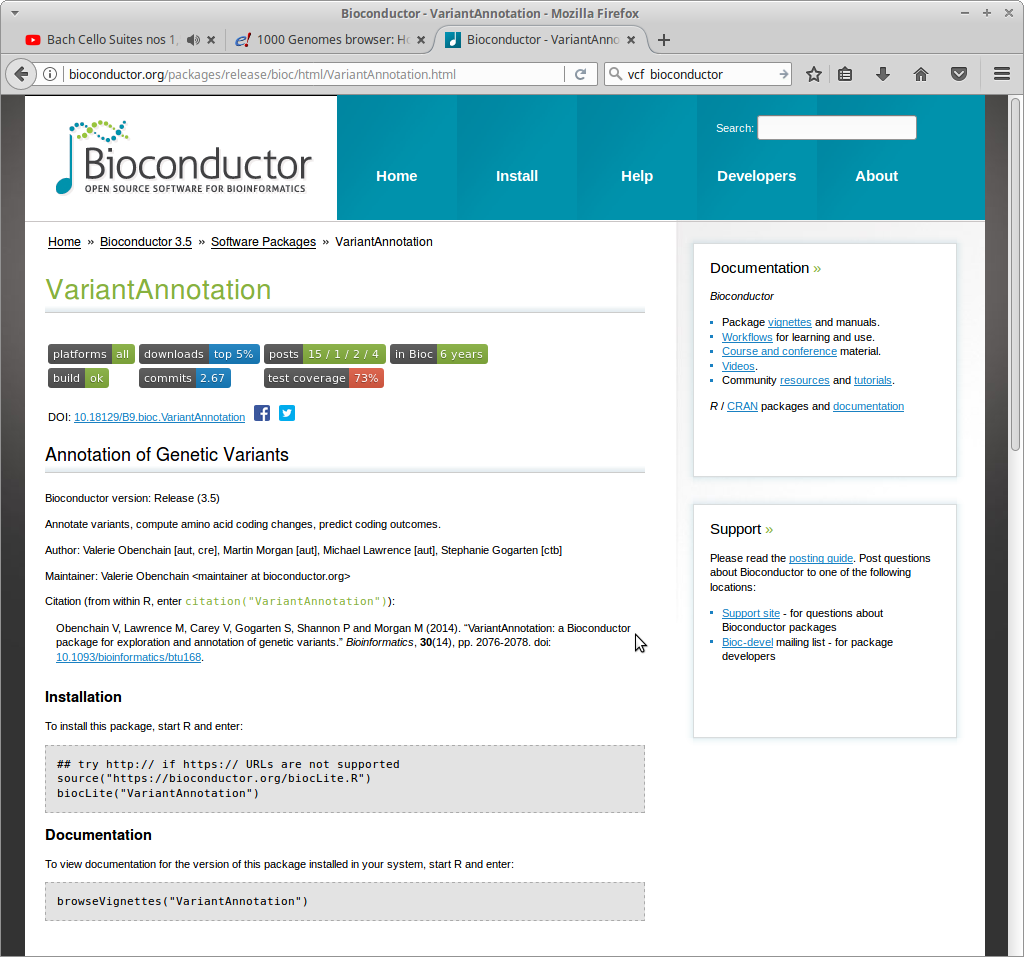 Bioconductor - VariantAnnotation - Mozilla Firefox
Bach Cello Suites nos 1,
1000 Genomes browser: Ho
Bioconductor - VariantAnno
bioconductor.org/packages/release/bioc/html/VariantAnnotation.html
vcf bioconductor
Bioconductor
OPEN SOURCE SOFTWARE FOR BIOINFORMATICS
Search:
Home Install Help Developers About
Home » Bioconductor 3.5 » Software Packages » VariantAnnotation
VariantAnnotation
platforms all downloads top 5% posts 15 / 1 / 2 / 4 in Bioc 6 years
build ok commits 2.67 test coverage 73%
DOI: 10.18129/B9.bioc.VariantAnnotation
Annotation of Genetic Variants
Bioconductor version: Release (3.5)
Annotate variants, compute amino acid coding changes, predict coding outcomes.
Author: Valerie Obenchain [aut, cre], Martin Morgan [aut], Michael Lawrence [aut], Stephanie Gogarten [ctb]
Maintainer: Valerie Obenchain <maintainer at bioconductor.org>
Citation (from within R, enter citation("VariantAnnotation")):
Obenchain V, Lawrence M, Carey V, Gogarten S, Shannon P and Morgan M (2014). “VariantAnnotation: a Bioconductor
package for exploration and annotation of genetic variants.” Bioinformatics, 30(14), pp. 2076-2078. doi:
10.1093/bioinformatics/btu168.
Installation
To install this package, start R and enter:
## try http:// if https:// URLs are not supported
source("https://bioconductor.org/biocLite.R")
biocLite("VariantAnnotation")
Documentation
To view documentation for the version of this package installed in your system, start R and enter:
browseVignettes("VariantAnnotation")
Documentation »
Bioconductor
Package vignettes and manuals.
Workflows for learning and use.
Course and conference material.
Videos.
Community resources and tutorials.
R / CRAN packages and documentation
Support »
Please read the posting guide. Post questions
about Bioconductor to one of the following
locations:
Support site - for questions about
Bioconductor packages
Bioc-devel mailing list - for package
developers